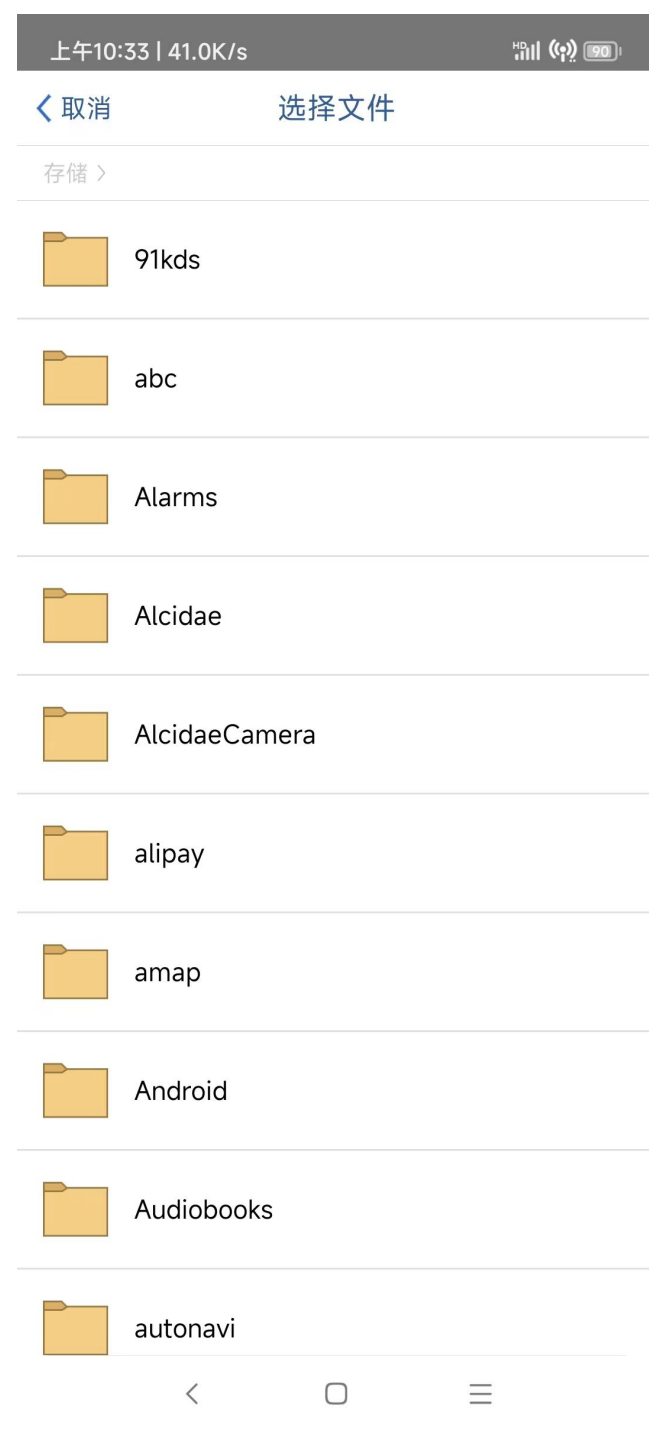 上午10:33 | 41.0K/s HD 90
取消 选择文件
存储
91kds
abc
Alarms
Alcidae
AlcidaeCamera
alipay
amap
Android
Audiobooks
autonavi